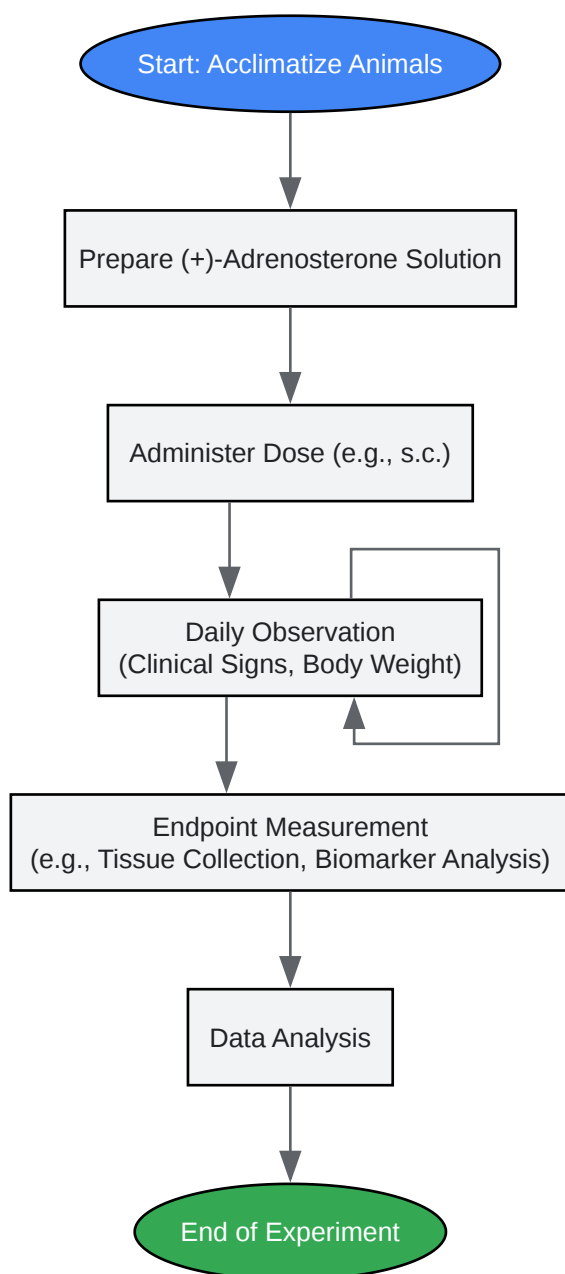 Start: Acclimatize Animals
Prepare (+)-Adrenosterone Solution
Administer Dose (e.g., s.c.)
Daily Observation
(Clinical Signs, Body Weight)
Endpoint Measurement
(e.g., Tissue Collection, Biomarker Analysis)
Data Analysis
End of Experiment